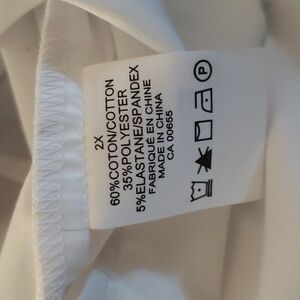 2X
60%COTON/COTTON
35%POLYESTER
5%ELASTANE/SPANDEX
FABRIQUÉ EN CHINE
MADE IN CHINA
CA 00655
P